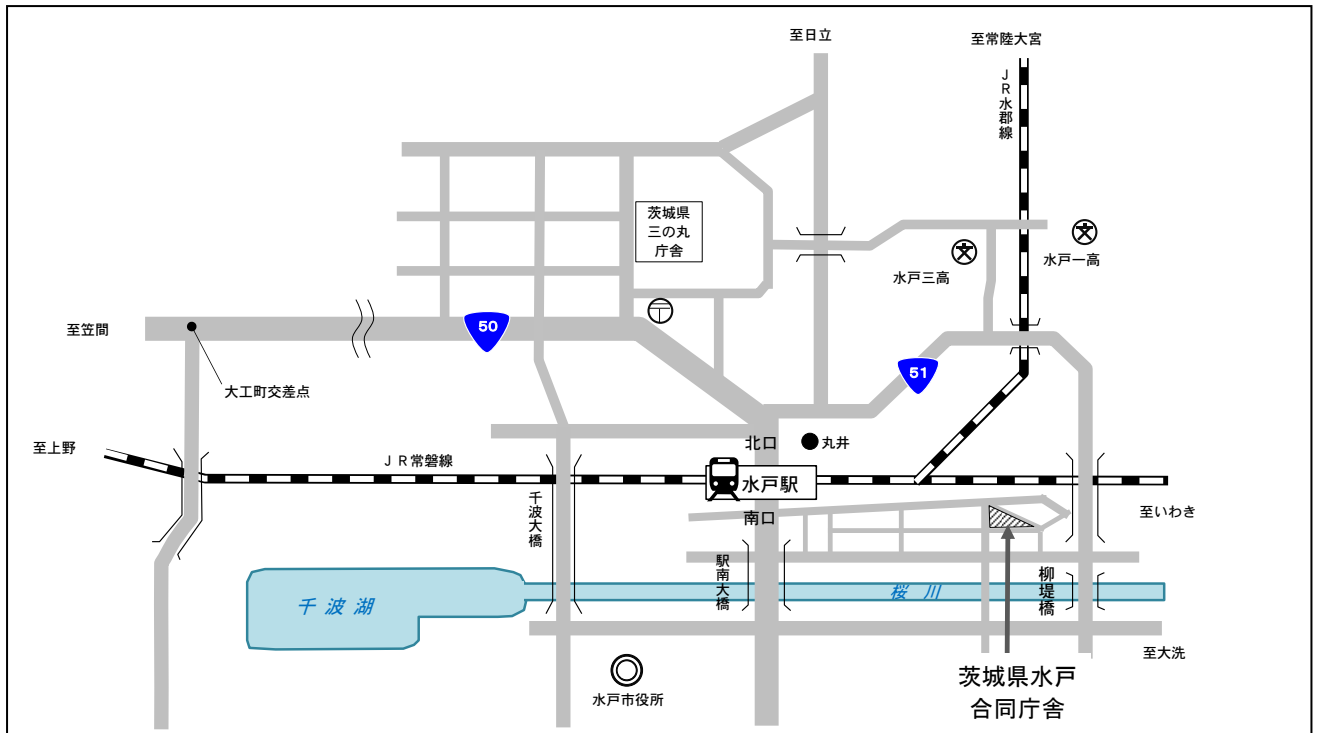 至日立
至常陸大宮
ＪＲ水郡線
茨城県
三の丸
庁舎
水戸三高
水戸一高
至笠間
50
51
大工町交差点
至上野
ＪＲ常磐線
北口
丸井
水戸駅
南口
至いわき
千波大橋
駅南大橋
柳堤橋
千波湖
桜川
至大洗
水戸市役所
茨城県水戸
合同庁舎